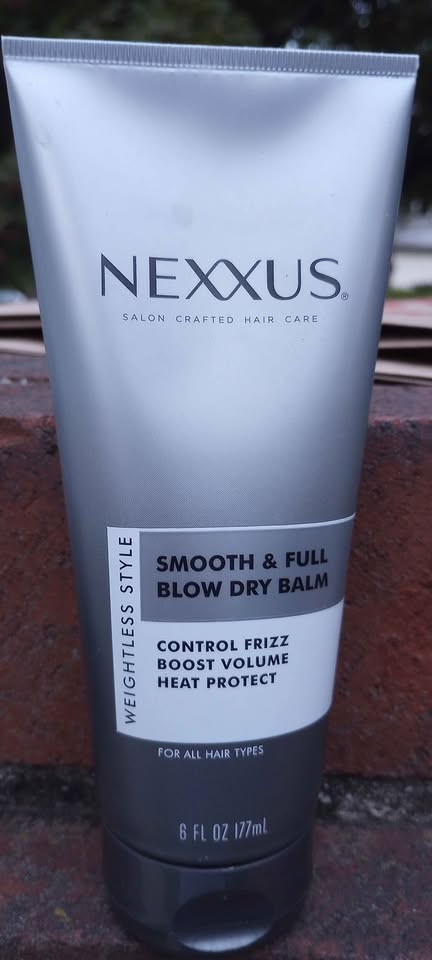 NEXXUS®
SALON CRAFTED HAIR CARE
WEIGHTLESS STYLE
SMOOTH & FULL
BLOW DRY BALM
CONTROL FRIZZ
BOOST VOLUME
HEAT PROTECT
FOR ALL HAIR TYPES
6 FL OZ 177mL